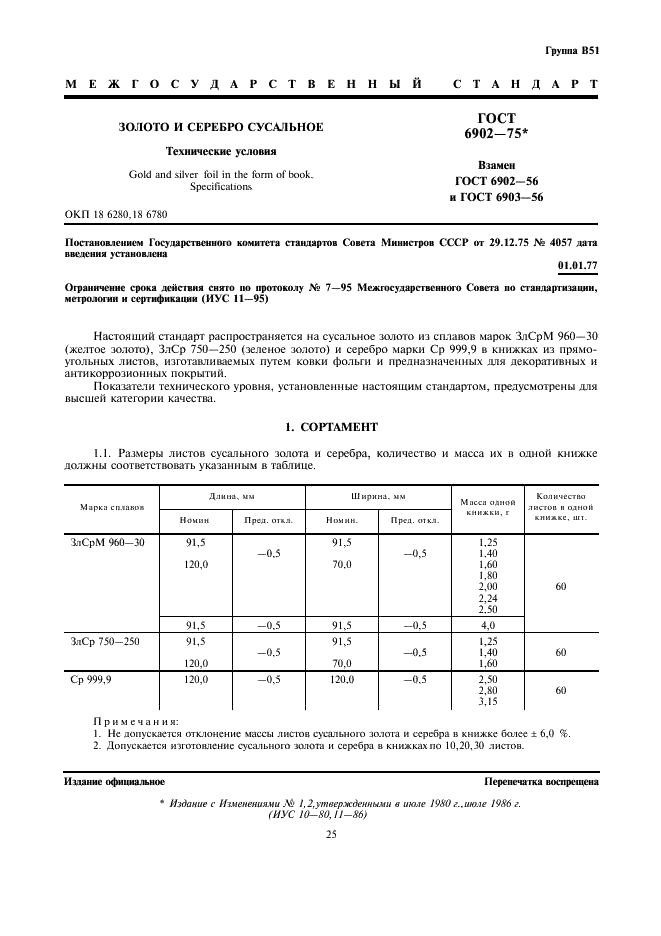 Группа В51
МЕЖГОСУДАРСТВЕННЫЙ СТАНДАРТ
ЗОЛОТО И СЕРЕБРО СУСАЛЬНОЕ
Технические условия
Gold and silver foil in the form of book.
Specifications
ОКП 18 6280,18 6780
ГОСТ
6902—75*
Взамен
ГОСТ 6902—56
и ГОСТ 6903—56
Постановлением Государственного комитета стандартов Совета Министров СССР от 29.12.75 № 4057 дата
введения установлена
01.01.77
Ограничение срока действия снято по протоколу № 7—95 Межгосударственного Совета по стандартизации,
метрологии и сертификации (ИУС 11—95)
Настоящий стандарт распространяется на сусальное золото из сплавов марок ЗлСрМ 960—30
(желтое золото), ЗлСр 750—250 (зеленое золото) и серебро марки Ср 999,9 в книжках из прямо-
угольных листов, изготавливаемых путем ковки фольги и предназначенных для декоративных и
антикоррозионных покрытий.
Показатели технического уровня, установленные настоящим стандартом, предусмотрены для
высшей категории качества.
1. СОРТАМЕНТ
1.1. Размеры листов сусального золота и серебра, количество и масса их в одной книжке
должны соответствовать указанным в таблице.
Марка сплавов
Длина, мм
Ширина, мм
Масса одной
книжки, г
Количество
листов в одной
книжке, шт.
Номин
Пред. откл.
Номин.
Пред. откл.
ЗлСрМ 960—30
91,5
—0,5
91,5
—0,5
1,25
1,40
120,0
70,0
1,60
1,80
2,00
60
2,24
2,50
91,5
—0,5
91,5
—0,5
4,0
ЗлСр 750—250
91,5
91,5
1,25
—0,5
—0,5
1,40
60
120,0
70,0
1,60
Ср 999,9
120,0
—0,5
120,0
—0,5
2,50
2,80
60
3,15
Примечания:
1. Не допускается отклонение массы листов сусального золота и серебра в книжке более ± 6,0 %.
2. Допускается изготовление сусального золота и серебра в книжках по 10,20,30 листов.
Издание официальное
Перепечатка воспрещена
* Издание с Изменениями № 1,2,утвержденными в июле 1980 г.,июле 1986 г.
(ИУС 10—80,11—86)
25